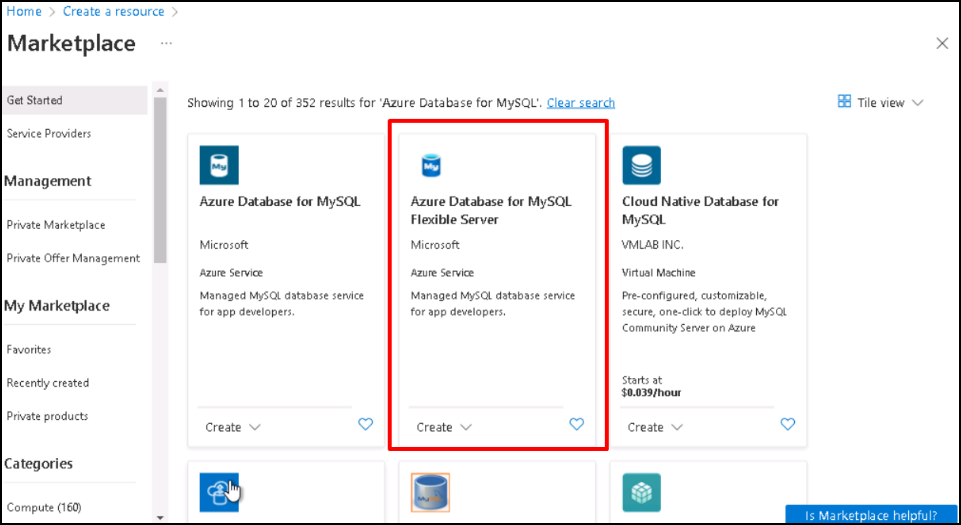 Home > Create a resource >
Marketplace ...
Get Started
Service Providers
Management
Private Marketplace
Private Offer Management
My Marketplace
Favorites
Recently created
Private products
Categories
Compute (160)
Showing 1 to 20 of 352 results for 'Azure Database for MySQL'. Clear search
Tile view
My
Azure Database for MySQL
Microsoft
Azure Service
Managed MySQL database service
for app developers.
Create
My
Azure Database for MySQL
Flexible Server
Microsoft
Azure Service
Managed MySQL database service
for app developers.
Create
Cloud Native Database for
MySQL
VMLAB INC.
Virtual Machine
Pre-configured, customizable,
secure, one-click to deploy MySQL
Community Server on Azure
Starts at
$0.039/hour
Create
MySQL
Is Marketplace helpful?